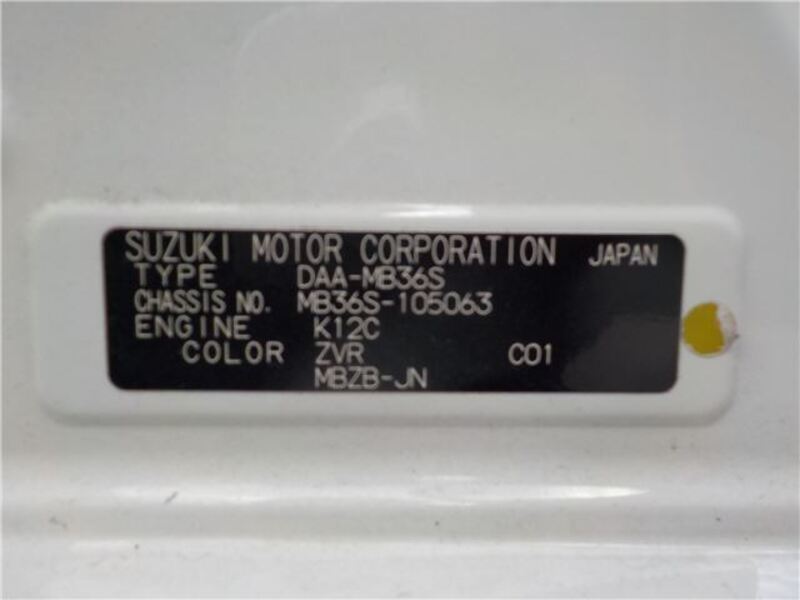 SUZUKI MOTOR CORPORATION JAPAN
TYPE DAA-MB36S
CHASSIS NO. MB36S-105063
ENGINE K12C
COLOR ZVR C01
MBZB-JN